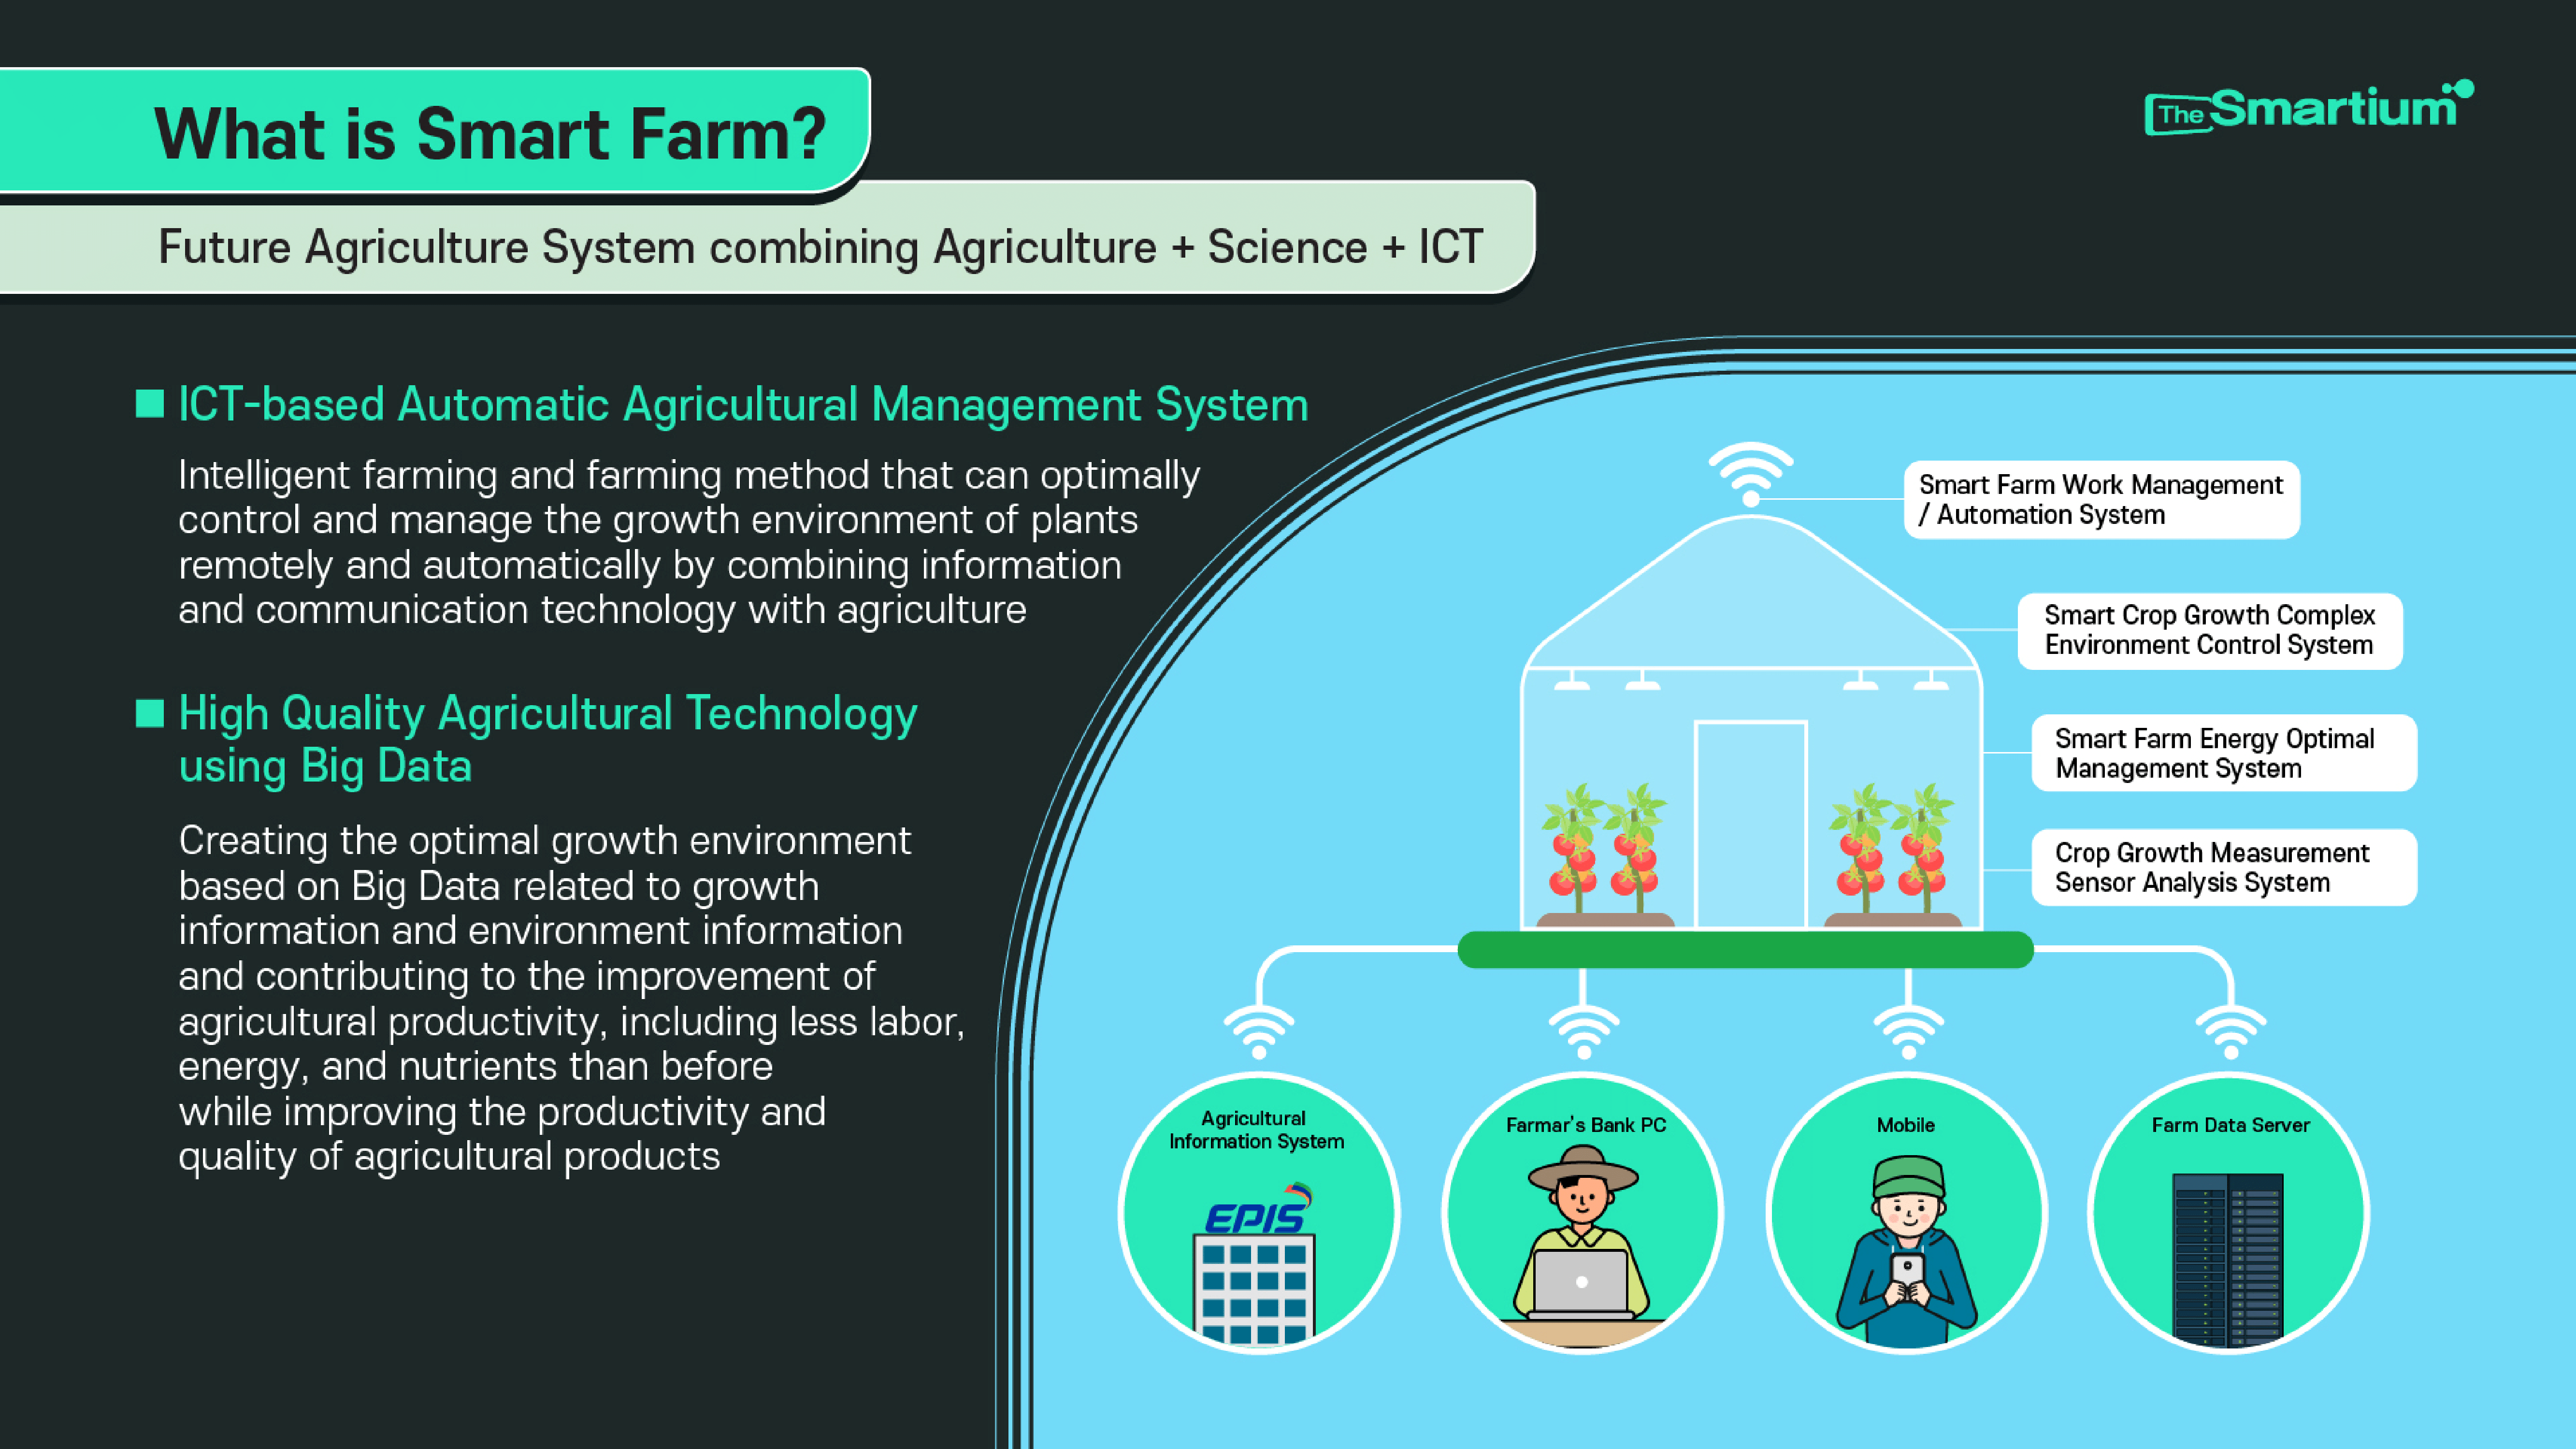 What is Smart Farm?
The Smartium
Future Agriculture System combining Agriculture + Science + ICT
■ ICT-based Automatic Agricultural Management System
Intelligent farming and farming method that can optimally
control and manage the growth environment of plants
remotely and automatically by combining information
and communication technology with agriculture
■ High Quality Agricultural Technology
using Big Data
Creating the optimal growth environment
based on Big Data related to growth
information and environment information
and contributing to the improvement of
agricultural productivity, including less labor,
energy, and nutrients than before
while improving the productivity and
quality of agricultural products
Smart Farm Work Management
/ Automation System
Smart Crop Growth Complex
Environment Control System
Smart Farm Energy Optimal
Management System
Crop Growth Measurement
Sensor Analysis System
Agricultural
Information System
EPIS
Farmar's Bank PC
Mobile
Farm Data Server